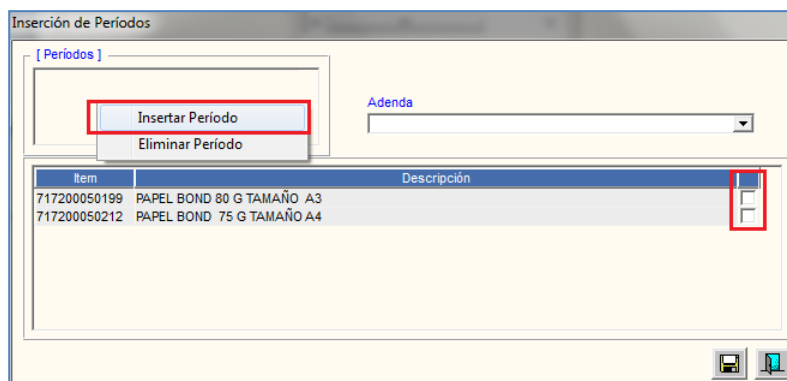 Inserción de Períodos
[ Períodos ]
Insertar Período
Eliminar Período
Adenda
Item Descripción
717200050199 PAPEL BOND 80 G TAMAÑO A3
717200050212 PAPEL BOND 75 G TAMAÑO A4